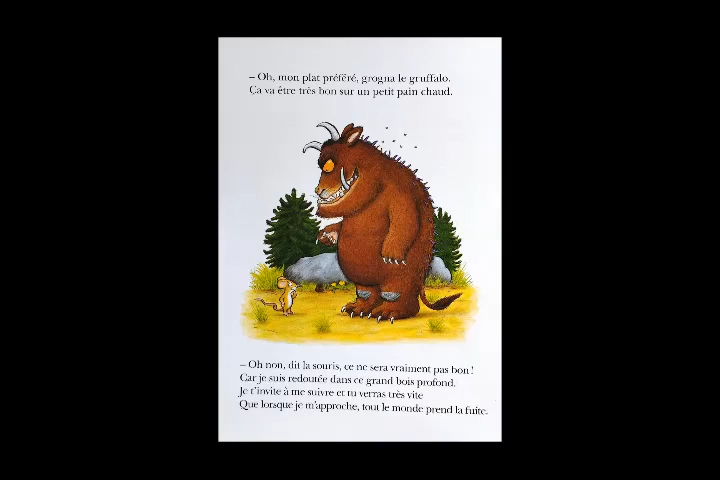 – Oh, mon plat préféré, grogna le gruffalo.
Ça va être très bon sur un petit pain chaud.
– Oh non, dit la souris, ce ne sera vraiment pas bon !
Car je suis redoutée dans ce grand bois profond.
Je t'invite à me suivre et tu verras très vite
Que lorsque je m'approche, tout le monde prend la fuite.